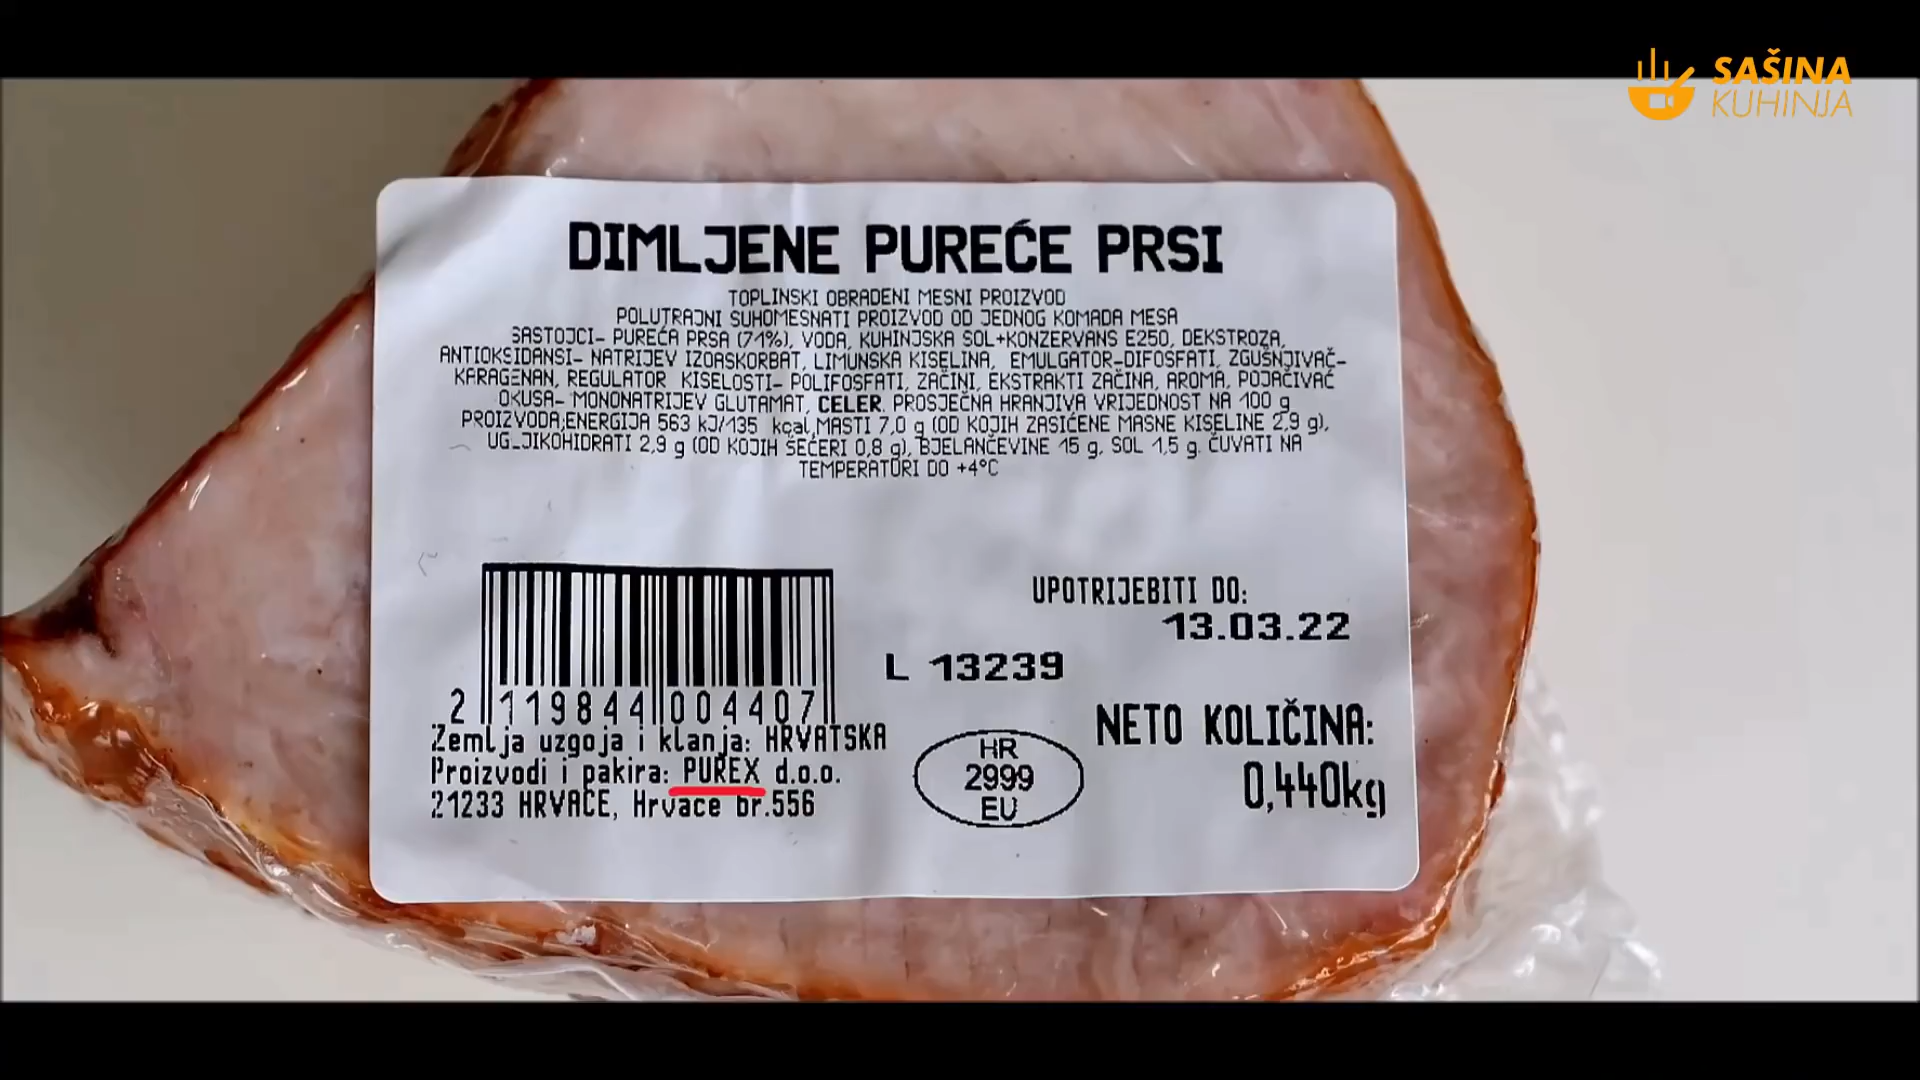 SAŠINA
KUHINJA
DIMLJENE PUREĆE PRSI
TOPLINSKI OBRAĐENI MESNI PROIZVOD
POLUTRAJNI SUHOMESNATI PROIZVOD OD JEDNOG KOMADA MESA
SASTOJCI- PUREĆA PRSA (71%), VODA, KUHINJSKA SOL+KONZERVANS E250, DEKSTROZA,
ANTIOKSIDANSI- NATRIJEV IZOASKORBAT, LIMUNSKA KISELINA, EMULGATOR-DIFOSFATI, ZGUŠNJIVAČ-
KARAGENAN, REGULATOR KISELOSTI- POLIFOSFATI, ZAČINI, EKSTRAKTI ZAČINA, AROMA, POJAČIVAĆ
OKUSA- MONONATRIJEV GLUTAMAT, CELER. PROSJEČNA HRANJIVA VRIJEDNOST NA 100 g
PROIZVODA;ENERGIJA 563 kJ/135 kcal,MASTI 7,0 g (OD KOJIH ZASIĆENE MASNE KISELINE 2,9 g),
UGLJIKOHIDRATI 2,9 g (OD KOJIH ŠEĆERI 0,8 g), BJELANČEVINE 15 g, SOL 1,5 g. ČUVATI NA
TEMPERATURI DO +4°C
UPOTRIJEBITI DO:
13.03.22
L 13239
2 119844 004407
Zemlja uzgoja i klanja: HRVATSKA
Proizvodi i pakira: PUREX d.o.o.
21233 HRVACE, Hrvace br.556
HR
2999
EU
NETO KOLIČINA:
0,440kg